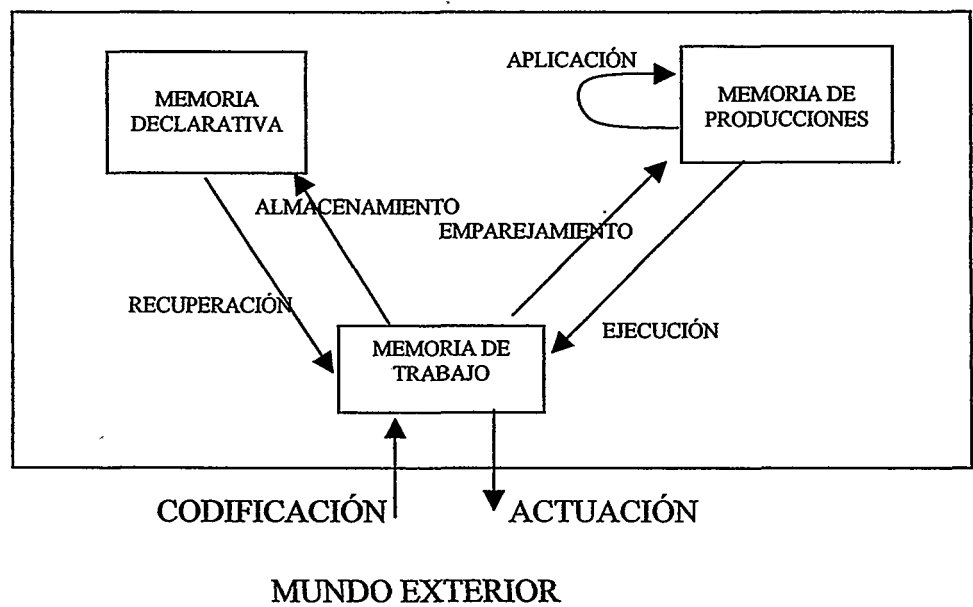 APLICACIÓN
MEMORIA
DECLARATIVA
MEMORIA DE
PRODUCCIONES
ALMACENAMIENTO
EMPAREJAMIENTO
RECUPERACIÓN
EJECUCIÓN
MEMORIA DE
TRABAJO
CODIFICACIÓN
ACTUACIÓN
MUNDO EXTERIOR